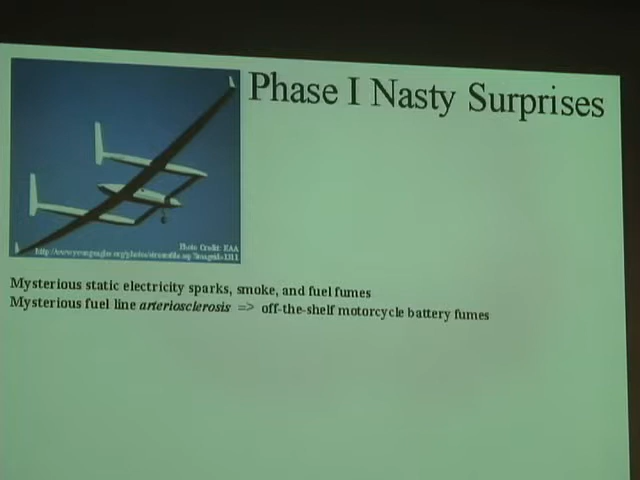 Phase I Nasty Surprises
Photo Credit: EAA
Mysterious static electricity sparks, smoke, and fuel fumes
Mysterious fuel line arteriosclerosis => off-the-shelf motorcycle battery fumes